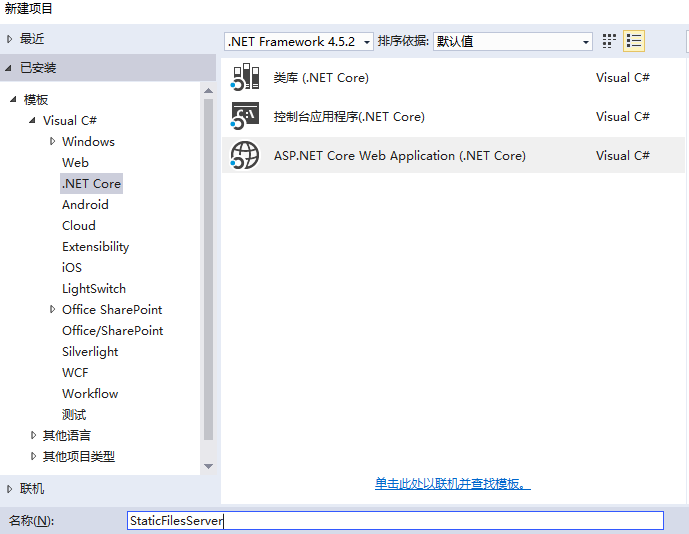 新建项目
最近
.NET Framework 4.5.2 排序依据: 默认值
已安装
类库 (.NET Core) Visual C#
模板
控制台应用程序(.NET Core) Visual C#
Visual C#
Windows
ASP.NET Core Web Application (.NET Core) Visual C#
Web
.NET Core
Android
Cloud
Extensibility
iOS
LightSwitch
Office SharePoint
Office/SharePoint
Silverlight
WCF
Workflow
测试
其他语言
其他项目类型
单击此处以联机并查找模板。
联机
名称(N): StaticFilesServer